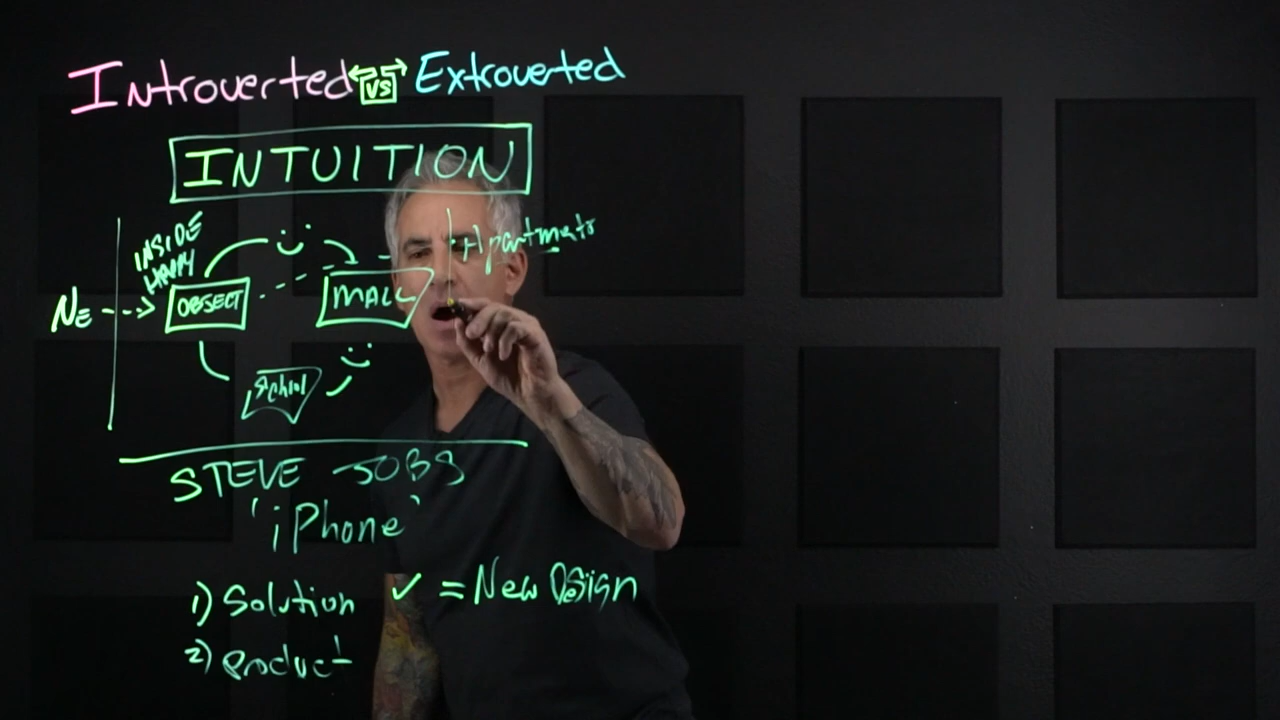 Introverted VS Extroverted
INTUITION
INSIDE
HAPPY
Apartments
NE
OBJECT
MALL
School
STEVE JOBS
'iPhone'
1) Solution ✓ = New Design
2) Product